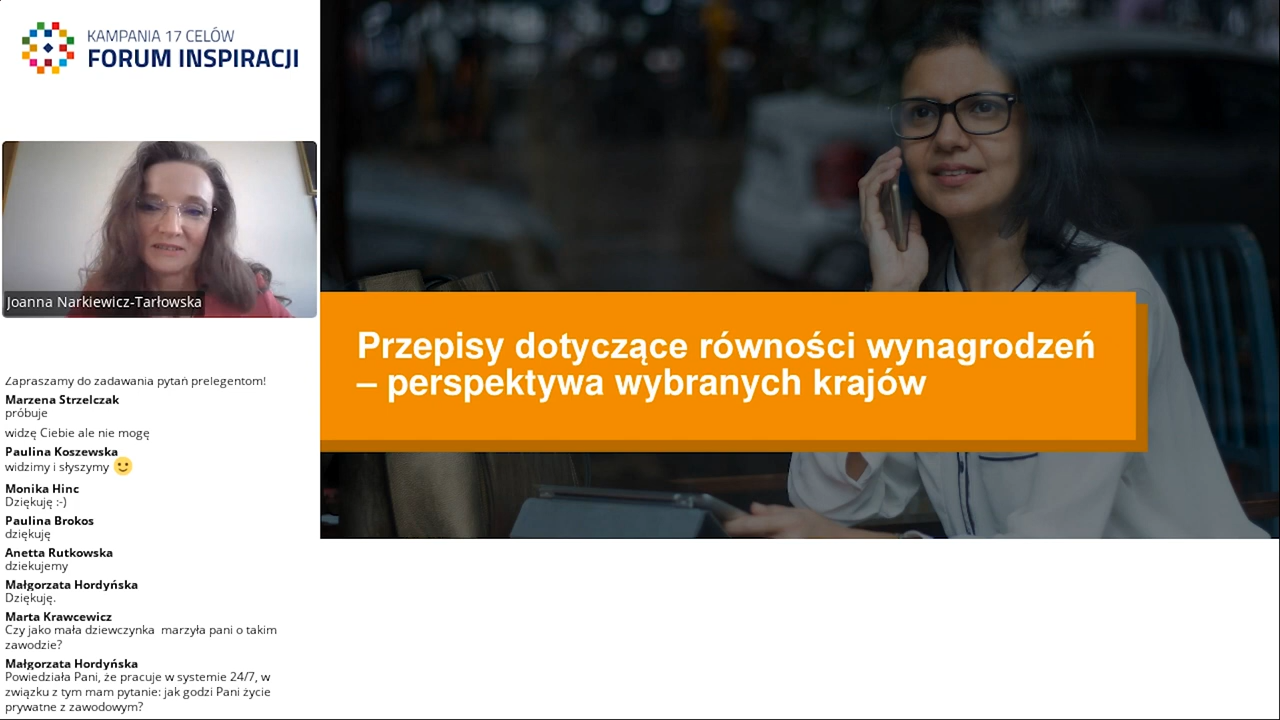 KAMPANIA 17 CELÓW
FORUM INSPIRACJI
Joanna Narkiewicz-Tarłowska
Przepisy dotyczące równości wynagrodzeń
– perspektywa wybranych krajów
Zapraszamy do zadawania pytań prelegentom!
Marzena Strzelczak
próbuje
widzę Ciebie ale nie mogę
Paulina Koszewska
widzimy i słyszymy 🙂
Monika Hinc
Dziękuję :-)
Paulina Brokos
dziękuję
Anetta Rutkowska
dziekujemy
Małgorzata Hordyńska
Dziękuję.
Marta Krawcewicz
Czy jako mała dziewczynka marzyła pani o takim
zawodzie?
Małgorzata Hordyńska
Powiedziała Pani, że pracuje w systemie 24/7, w
związku z tym mam pytanie: jak godzi Pani życie
prywatne z zawodowym?